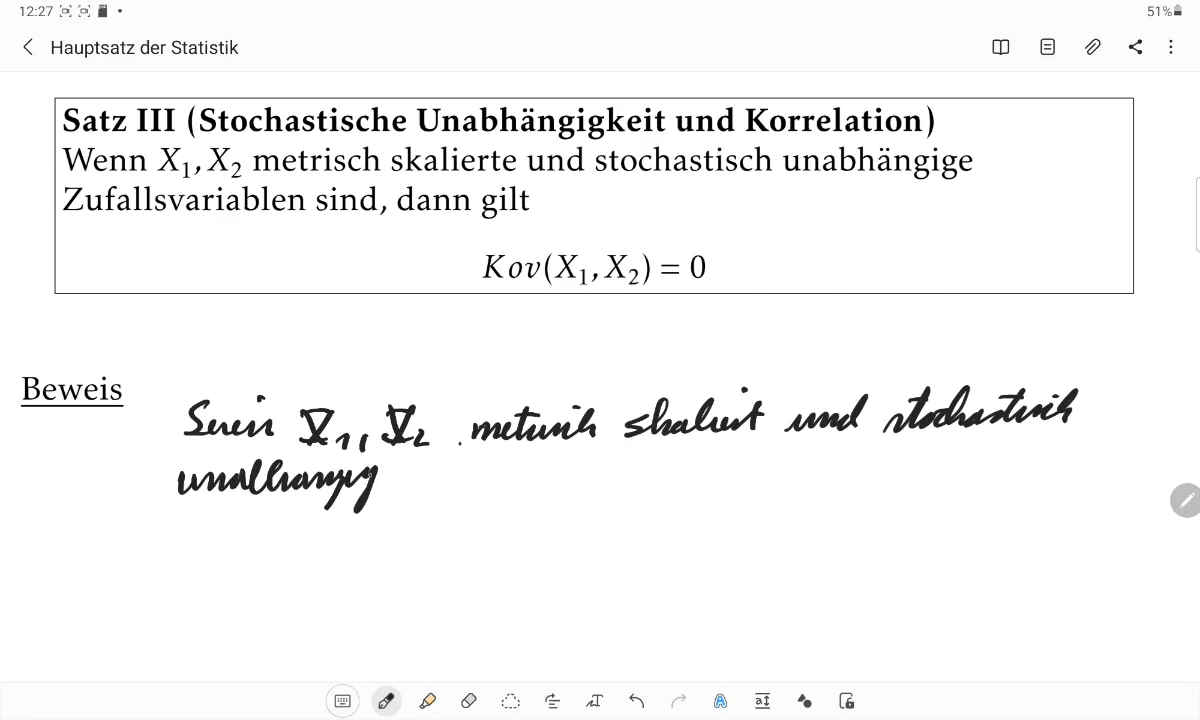 12:27
51%
Hauptsatz der Statistik
Satz III (Stochastische Unabhängigkeit und Korrelation)
Wenn X₁, X₂ metrisch skalierte und stochastisch unabhängige
Zufallsvariablen sind, dann gilt
Kov(X₁, X₂) = 0
Beweis
Seien X₁, X₂ metrisch skaliert und stochastisch
unabhängig